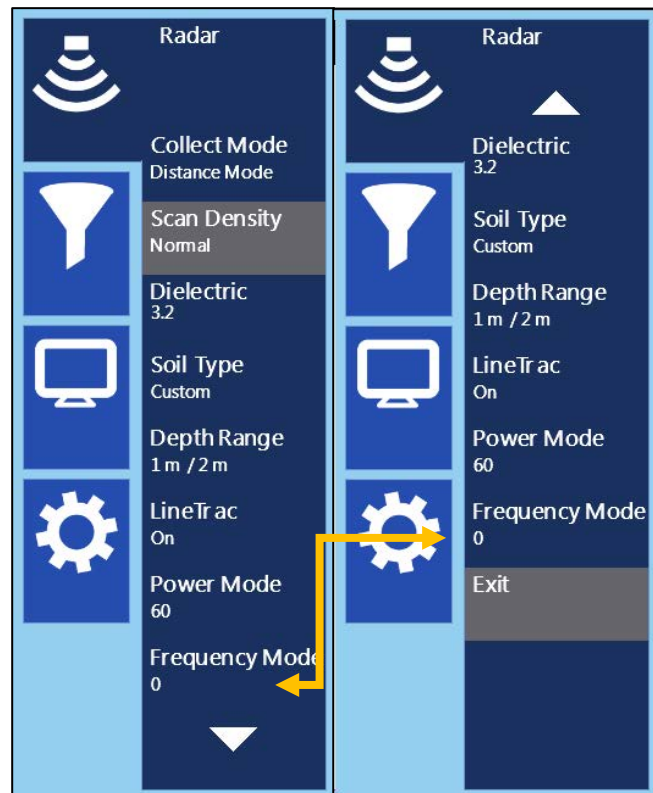 Radar
Collect Mode
Distance Mode
Scan Density
Normal
Dielectric
3.2
Soil Type
Custom
Depth Range
1 m / 2 m
LineTrac
On
Power Mode
60
Frequency Mode
0
Radar
Dielectric
3.2
Soil Type
Custom
Depth Range
1 m / 2 m
LineTrac
On
Power Mode
60
Frequency Mode
0
Exit